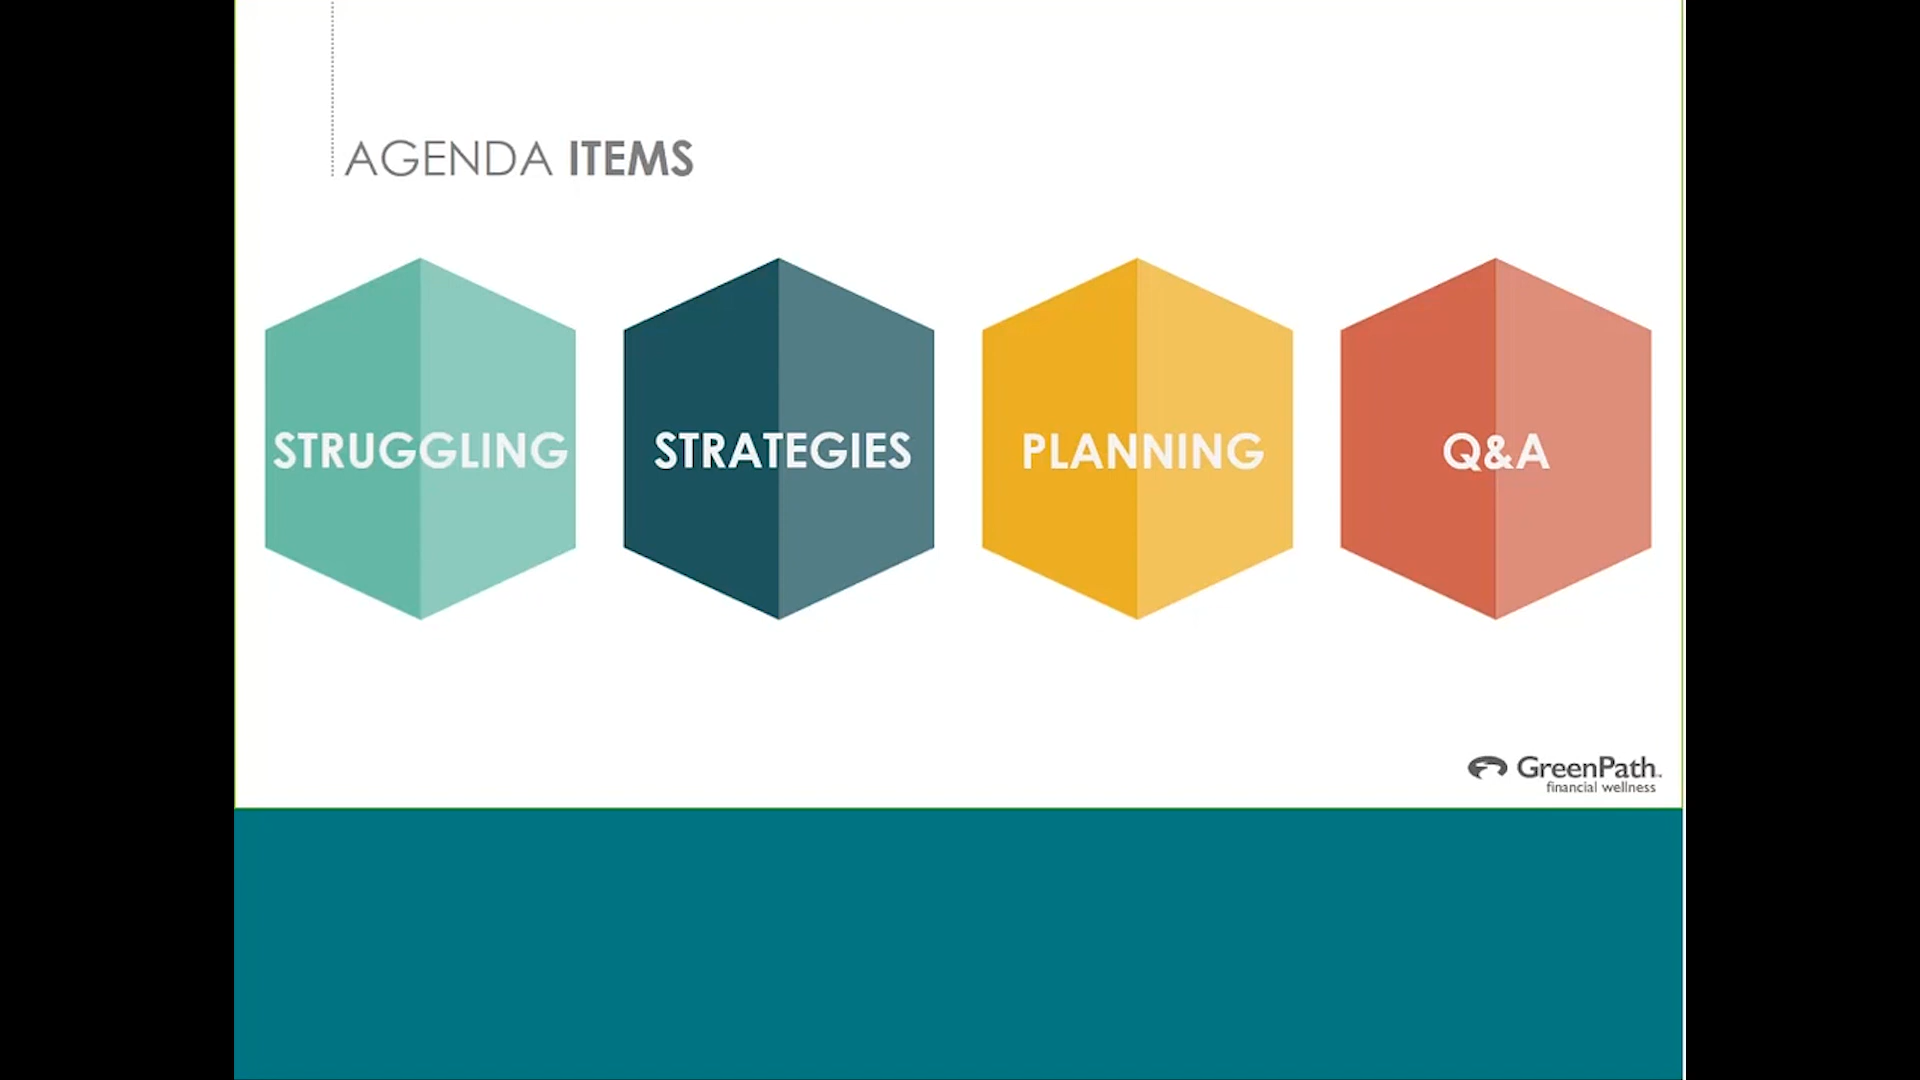 AGENDA ITEMS
STRUGGLING
STRATEGIES
PLANNING
Q&A
GreenPath
financial wellness